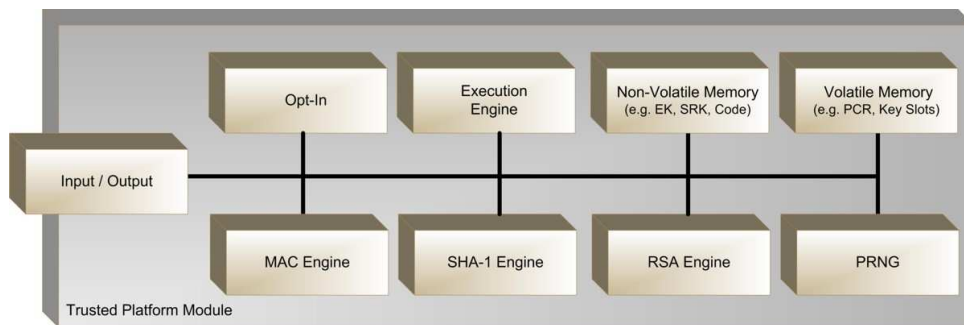 Opt-In
Execution
Engine
Non-Volatile Memory
(e.g. EK, SRK, Code)
Volatile Memory
(e.g. PCR, Key Slots)
Input / Output
MAC Engine
SHA-1 Engine
RSA Engine
PRNG
Trusted Platform Module